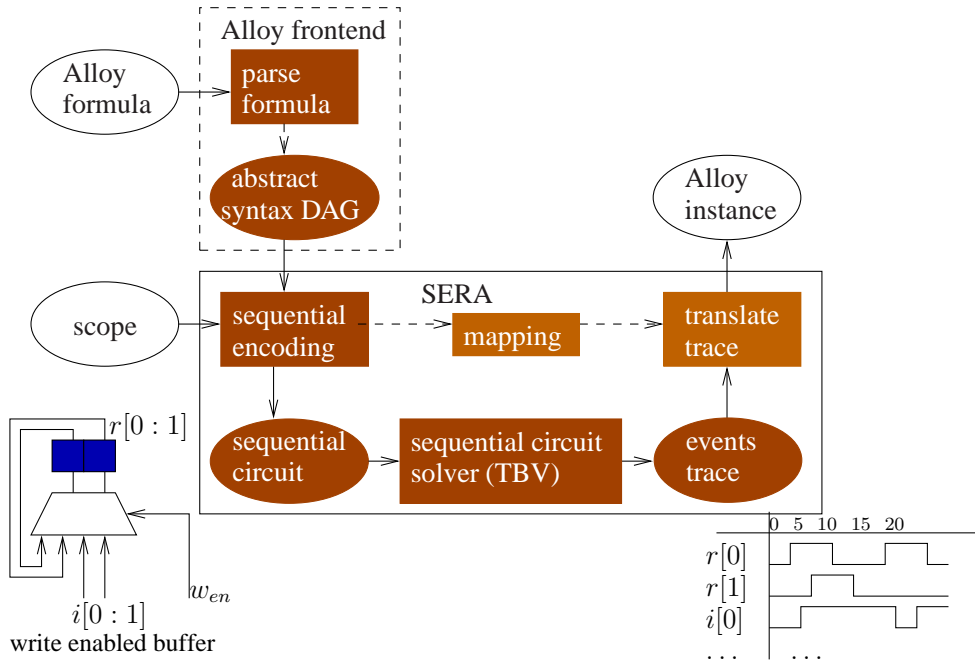 Alloy frontend
Alloy
formula
parse
formula
abstract
syntax DAG
Alloy
instance
scope
sequential
encoding
SERA
mapping
translate
trace
r[0 : 1]
sequential
circuit
sequential circuit
solver (TBV)
events
trace
w_{en}
i[0 : 1]
write enabled buffer
0 5 10 15 20
r[0]
r[1]
i[0]
. . . . . .